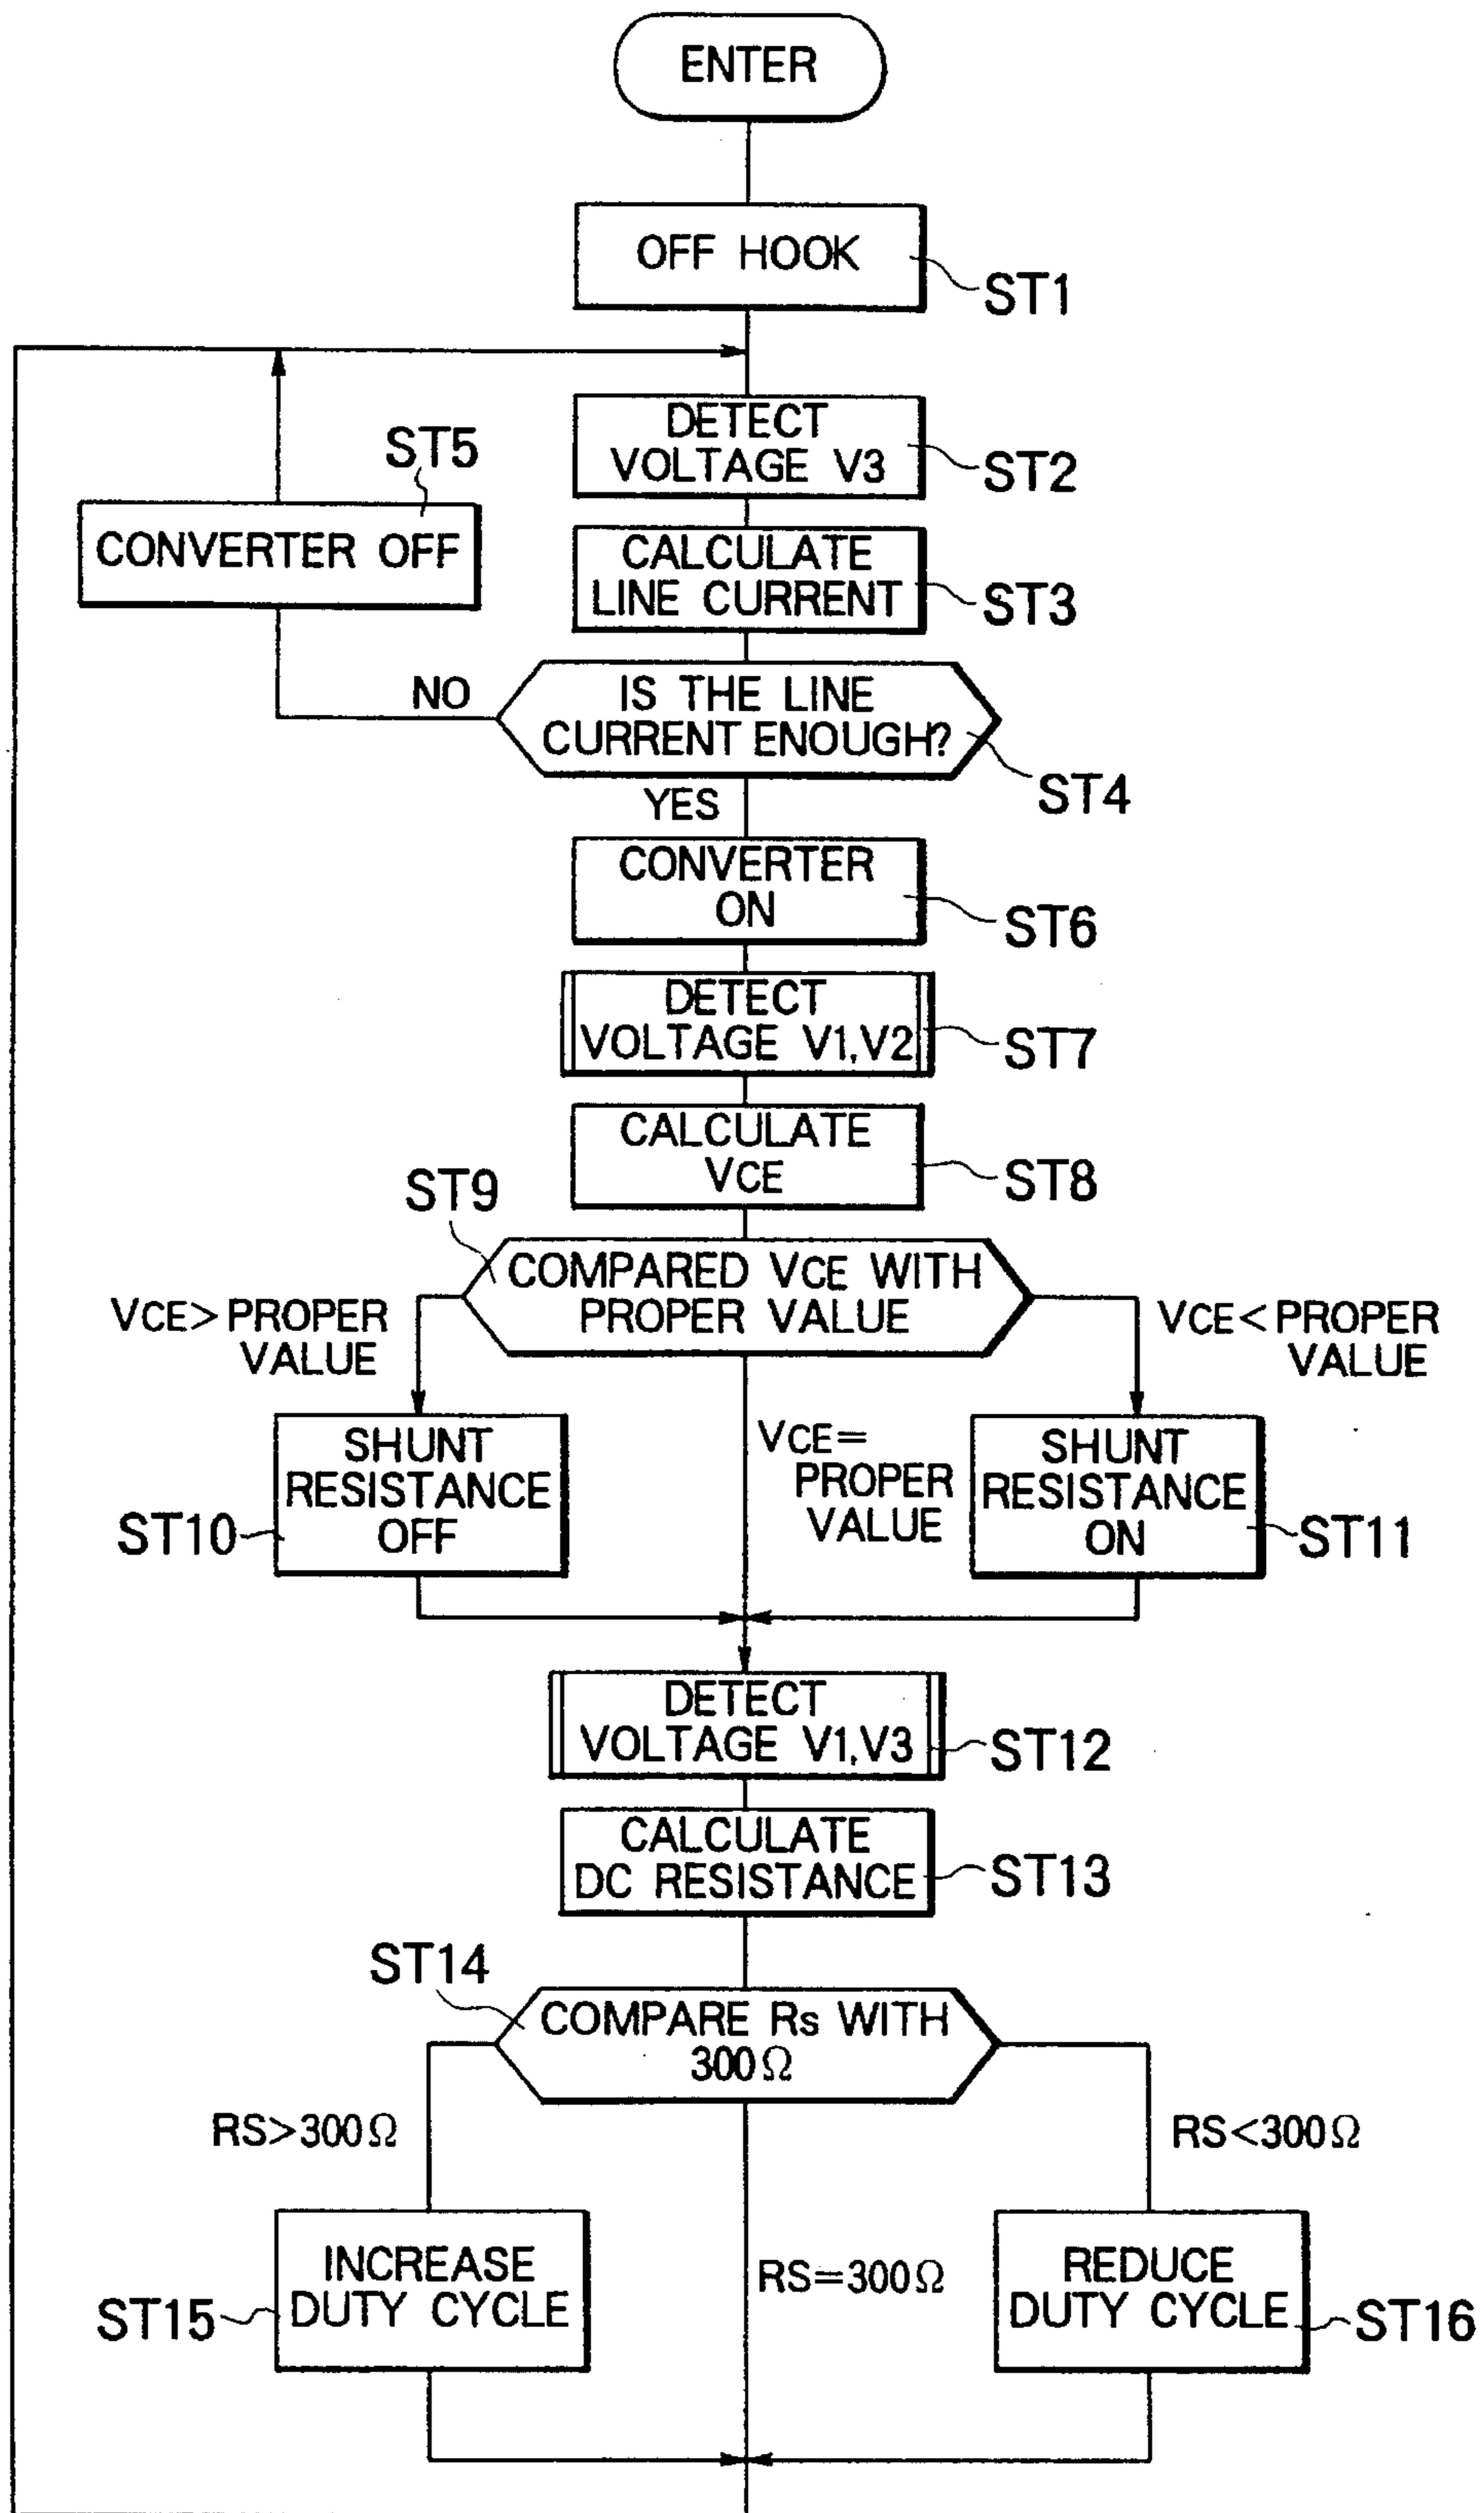 ENTER
OFF HOOK
ST1
DETECT
VOLTAGE V3
ST2
ST5
CONVERTER OFF
CALCULATE
LINE CURRENT
ST3
NO
IS THE LINE
CURRENT ENOUGH?
ST4
YES
CONVERTER
ON
ST6
DETECT
VOLTAGE V1,V2
ST7
CALCULATE
VCE
ST8
ST9
COMPARED VCE WITH
PROPER VALUE
VCE>PROPER
VALUE
VCE<PROPER
VALUE
SHUNT
RESISTANCE
OFF
ST10
VCE=
PROPER
VALUE
SHUNT
RESISTANCE
ON
ST11
DETECT
VOLTAGE V1,V3
ST12
CALCULATE
DC RESISTANCE
ST13
ST14
COMPARE Rs WITH
300Ω
RS>300Ω
RS<300Ω
INCREASE
DUTY CYCLE
ST15
RS=300Ω
REDUCE
DUTY CYCLE
ST16